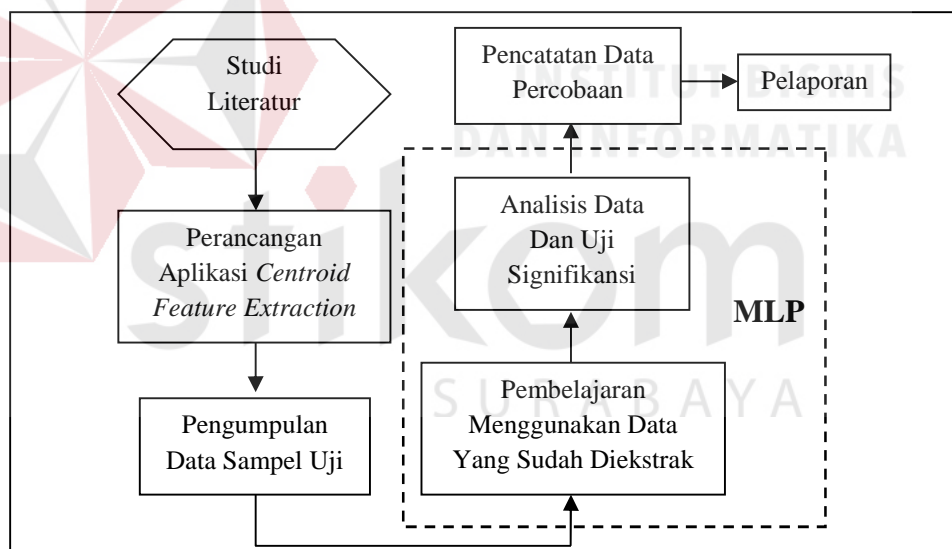 Studi
Literatur
Perancangan
Aplikasi Centroid
Feature Extraction
Pengumpulan
Data Sampel Uji
Pembelajaran
Menggunakan Data
Yang Sudah Diekstrak
Analisis Data
Dan Uji
Signifikansi
MLP
Pencatatan Data
Percobaan
Pelaporan
INSTITUT BISNIS
DAN INFORMATIKA
stikom
SURABAYA